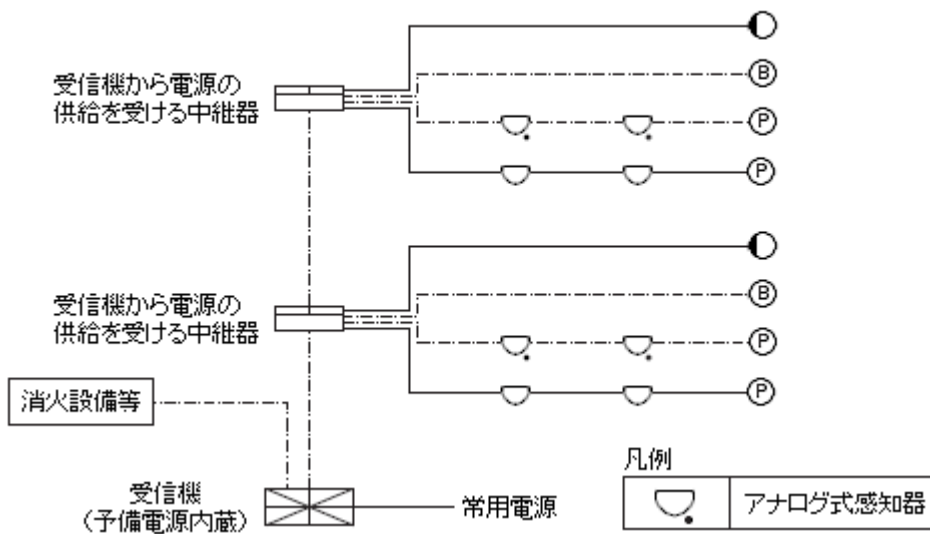 受信機から電源の
供給を受ける中継器
B
P
P
受信機から電源の
供給を受ける中継器
B
P
P
消火設備等
受信機
（予備電源内蔵）
常用電源
凡例
アナログ式感知器